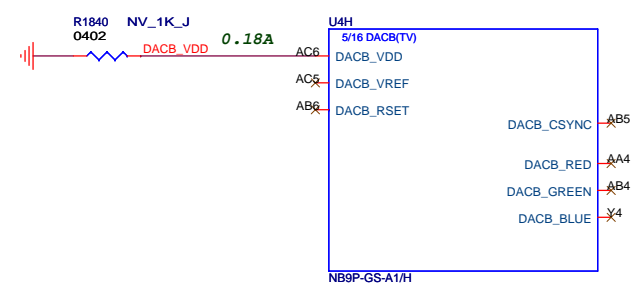 R1840 NV_1K_J
0402
DACB_VDD
0.18A
U4H
5/16 DACB(TV)
AC6 DACB_VDD
AC5 DACB_VREF
AB6 DACB_RSET
DACB_CSYNC AB5
DACB_RED AA4
DACB_GREEN AB4
DACB_BLUE Y4
NB9P-GS-A1/H